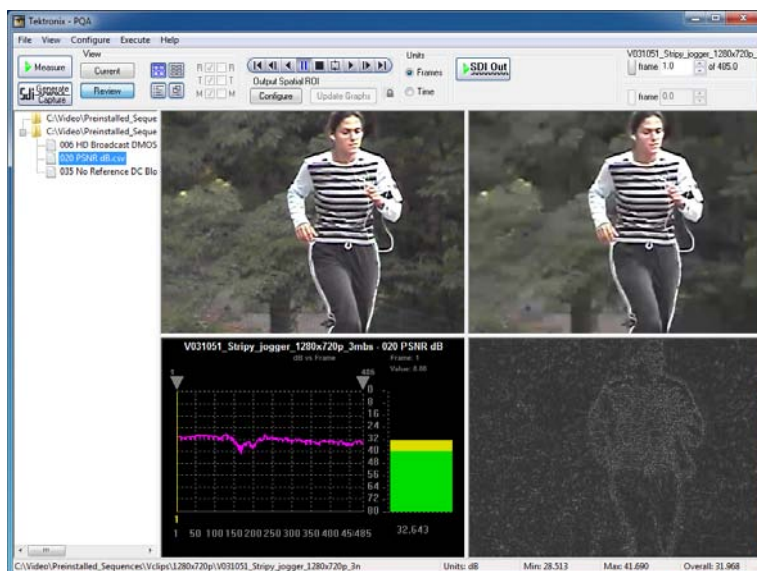 Tektronix - PQA
File View Configure Execute Help
Measure
View
Current
Review
Sdi Generate Capture
R R
T T
M M
Output Spatial ROI
Configure
Update Graphs
Units
Frames
Time
SDI Out
V031051_Stripy_jogger_1280x720p_
frame 1.0 of 485.0
frame 0.0
C:\Video\Preinstalled_Seque
C:\Video\Preinstalled_Seque
006 HD Broadcast DMOS
020 PSNR dB.csv
035 No Reference DC Blo
V031051_Stripy_jogger_1280x720p_3mbs - 020 PSNR dB
dB vs Frame
Frame: 1
Value: 0.00
1
485
0
8
16
24
32
40
48
56
64
72
80
1
1 50 100 150 200 250 300 350 400 45485
32.643
C:\Video\Preinstalled_Sequences\Vclips\1280x720p\V031051_Stripy_jogger_1280x720p_3n
Units: dB
Min: 28.513
Max: 41.690
Overall: 31.968